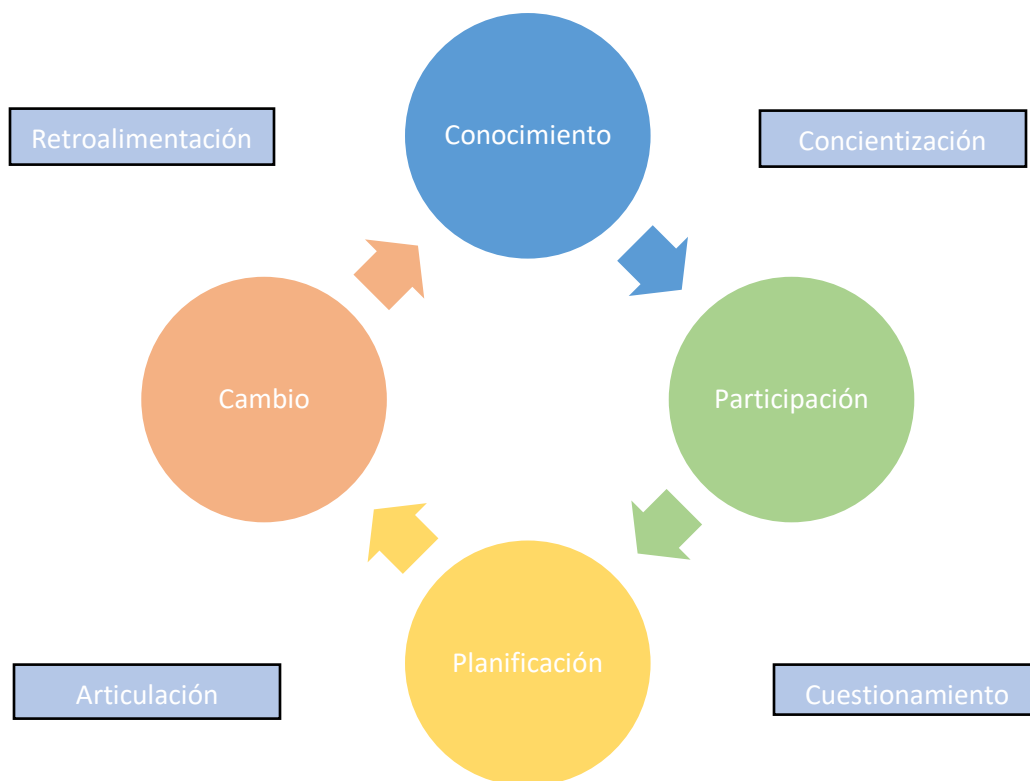 Conocimiento
Retroalimentación
Concientización
Cambio
Participación
Planificación
Articulación
Cuestionamiento